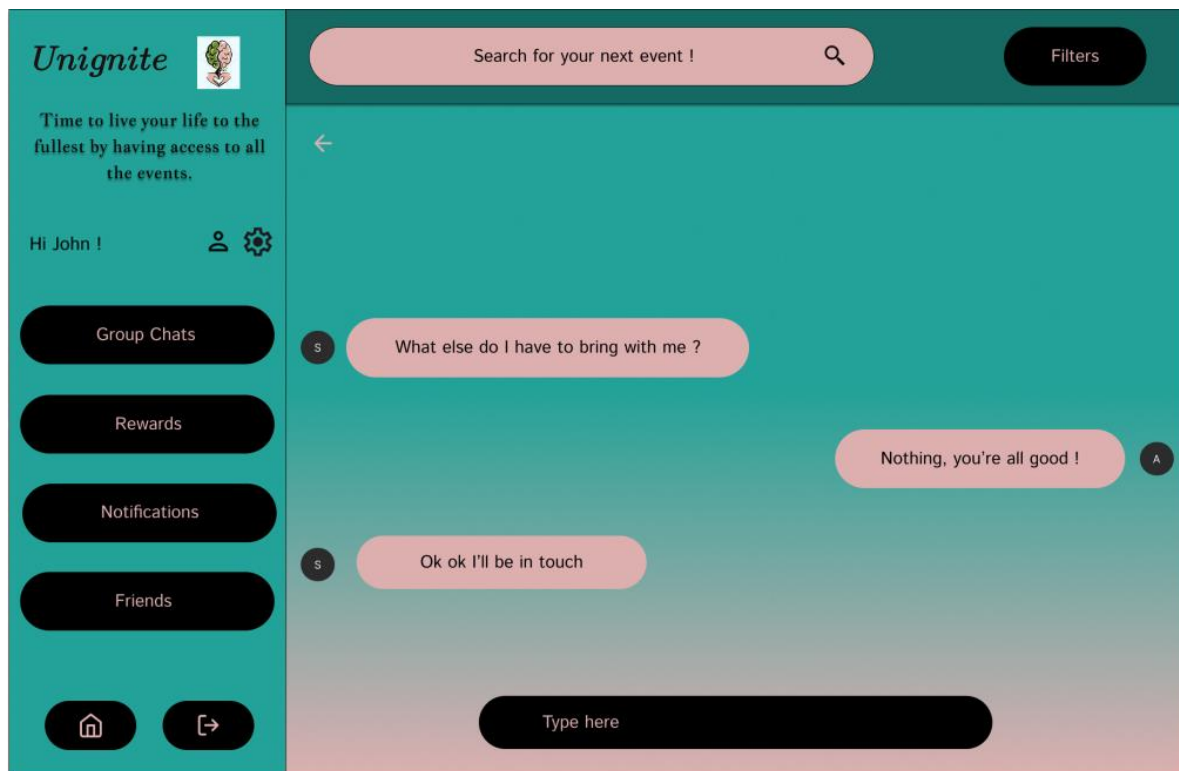 Unignite
Time to live your life to the
fullest by having access to all
the events.
Hi John !
Group Chats
Rewards
Notifications
Friends
Search for your next event !
Filters
S
What else do I have to bring with me ?
Nothing, you're all good !
A
S
Ok ok I'll be in touch
Type here